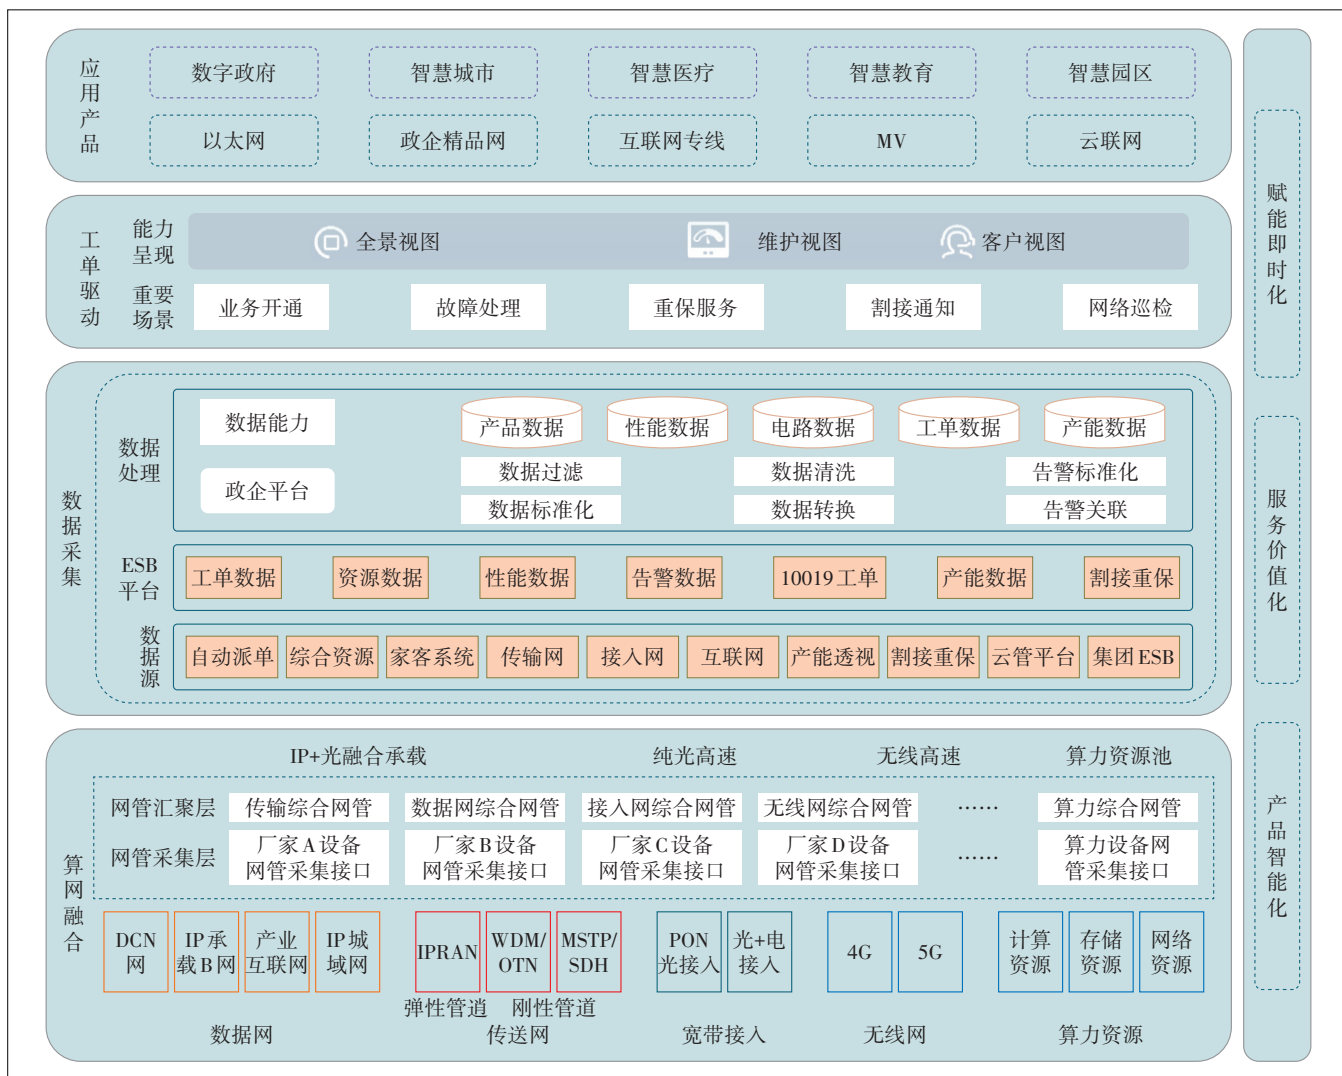 应用产品
数字政府
智慧城市
智慧医疗
智慧教育
智慧园区
以太网
政企精品网
互联网专线
MV
云联网
工单驱动
能力
呈现
全景视图
维护视图
客户视图
重要
场景
业务开通
故障处理
重保服务
割接通知
网络巡检
数据采集
数据
处理
数据能力
政企平台
产品数据
性能数据
电路数据
工单数据
产能数据
数据过滤
数据清洗
告警标准化
数据标准化
数据转换
告警关联
ESB
平台
工单数据
资源数据
性能数据
告警数据
10019工单
产能数据
割接重保
数据源
自动派单
综合资源
家客系统
传输网
接入网
互联网
产能透视
割接重保
云管平台
集团ESB
算网融合
IP+光融合承载
纯光高速
无线高速
算力资源池
网管汇聚层
传输综合网管
数据网综合网管
接入网综合网管
无线网综合网管
……
算力综合网管
网管采集层
厂家A设备
网管采集接口
厂家B设备
网管采集接口
厂家C设备
网管采集接口
厂家D设备
网管采集接口
……
算力设备网
管采集接口
DCN
网
IP承
载B网
产业
互联网
IP城
域网
IPRAN
WDM/
OTN
MSTP/
SDH
PON
光接入
光+电
接入
4G
5G
计算
资源
存储
资源
网络
资源
弹性管道
刚性管道
数据网
传送网
宽带接入
无线网
算力资源
赋能即时化
服务价值化
产品智能化